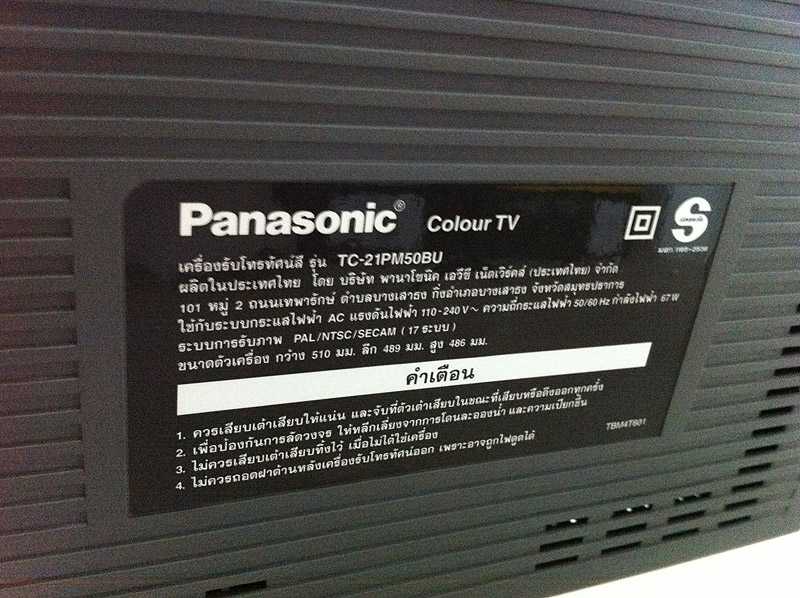 Panasonic® Colour TV
S
มอก.1195-2536
เครื่องรับโทรทัศน์สี รุ่น TC-21PM50BU
ผลิตในประเทศไทย โดย บริษัท พานาโซนิค เอวีซี เน็ตเวิร์คส์ (ประเทศไทย) จำกัด
101 หมู่ 2 ถนนเทพารักษ์ ตำบลบางเสาธง กิ่งอำเภอบางเสาธง จังหวัดสมุทรปราการ
ใช้กับระบบกระแสไฟฟ้า AC แรงดันไฟฟ้า 110-240V~ ความถี่กระแสไฟฟ้า 50/60Hz กำลังไฟฟ้า 67W
ระบบการรับภาพ PAL/NTSC/SECAM (17 ระบบ)
ขนาดตัวเครื่อง กว้าง 510 มม. ลึก 489 มม. สูง 486 มม.
คำเตือน
1. ควรเสียบเต้าเสียบให้แน่น และจับที่ตัวเต้าเสียบในขณะที่เสียบหรือดึงออกทุกครั้ง
2. เพื่อป้องกันการลัดวงจร ให้หลีกเลี่ยงจากการโดนละอองน้ำ และความเปียกชื้น
3. ไม่ควรเสียบเต้าเสียบทิ้งไว้ เมื่อไม่ได้ใช้เครื่อง
4. ไม่ควรถอดฝาด้านหลังเครื่องรับโทรทัศน์ออก เพราะอาจถูกไฟดูดได้
TBM4T601